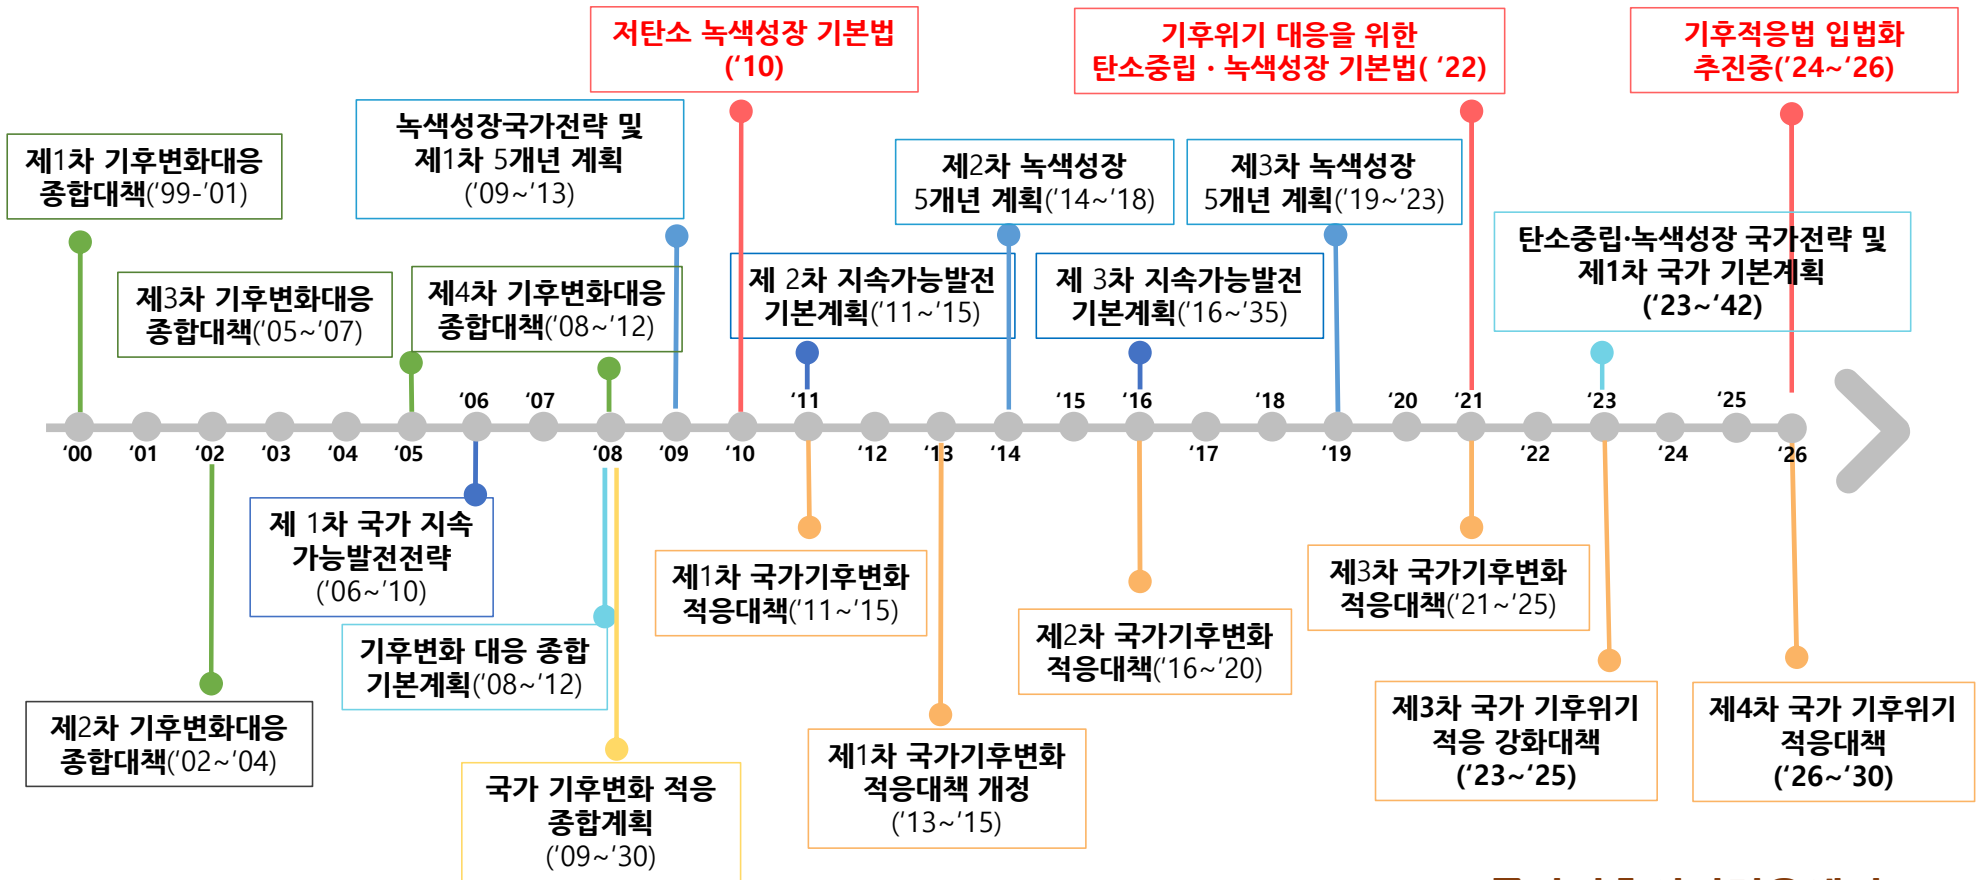 저탄소 녹색성장 기본법
(‘10)
기후위기 대응을 위한
탄소중립 · 녹색성장 기본법( ‘22)
기후적응법 입법화
추진중(’24~‘26)
제1차 기후변화대응
종합대책(‘99-’01)
녹색성장국가전략 및
제1차 5개년 계획
(‘09~‘13)
제2차 녹색성장
5개년 계획(‘14~‘18)
제3차 녹색성장
5개년 계획(‘19~‘23)
탄소중립·녹색성장 국가전략 및
제1차 국가 기본계획
(‘23~‘42)
제3차 기후변화대응
종합대책(‘05~‘07)
제4차 기후변화대응
종합대책(‘08~‘12)
제 2차 지속가능발전
기본계획(‘11~‘15)
제 3차 지속가능발전
기본계획(‘16~‘35)
‘00
‘01
‘02
‘03
‘04
‘05
‘06
‘07
‘08
‘09
‘10
‘11
‘12
‘13
‘14
‘15
‘16
‘17
‘18
‘19
‘20
‘21
‘22
‘23
‘24
‘25
‘26
제 1차 국가 지속
가능발전전략
(‘06~’10)
제1차 국가기후변화
적응대책(‘11~‘15)
제3차 국가기후변화
적응대책(‘21~‘25)
기후변화 대응 종합
기본계획(‘08~‘12)
제2차 국가기후변화
적응대책(‘16~‘20)
제2차 기후변화대응
종합대책(‘02~‘04)
제3차 국가 기후위기
적응 강화대책
(‘23~‘25)
제4차 국가 기후위기
적응대책
(‘26~‘30)
국가 기후변화 적응
종합계획
(‘09~‘30)
제1차 국가기후변화
적응대책 개정
(‘13~‘15)